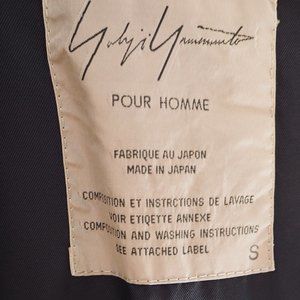 Yohji Yamamoto
POUR HOMME
FABRIQUE AU JAPON
MADE IN JAPAN
COMPOSITION ET INSTRCTIONS DE LAVAGE
VOIR ETIQETTE ANNEXE
COMPOSITION AND WASHING INSTRUCTIONS
SEE ATTACHED LABEL
S